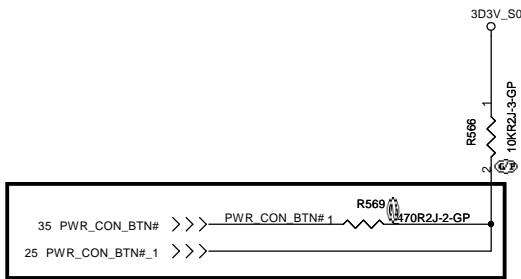 3D3V_S0
1
R566
10KR2J-3-GP
2
G/P
R569
35 PWR_CON_BTN# PWR_CON_BTN# 1 470R2J-2-GP
25 PWR_CON_BTN#_1